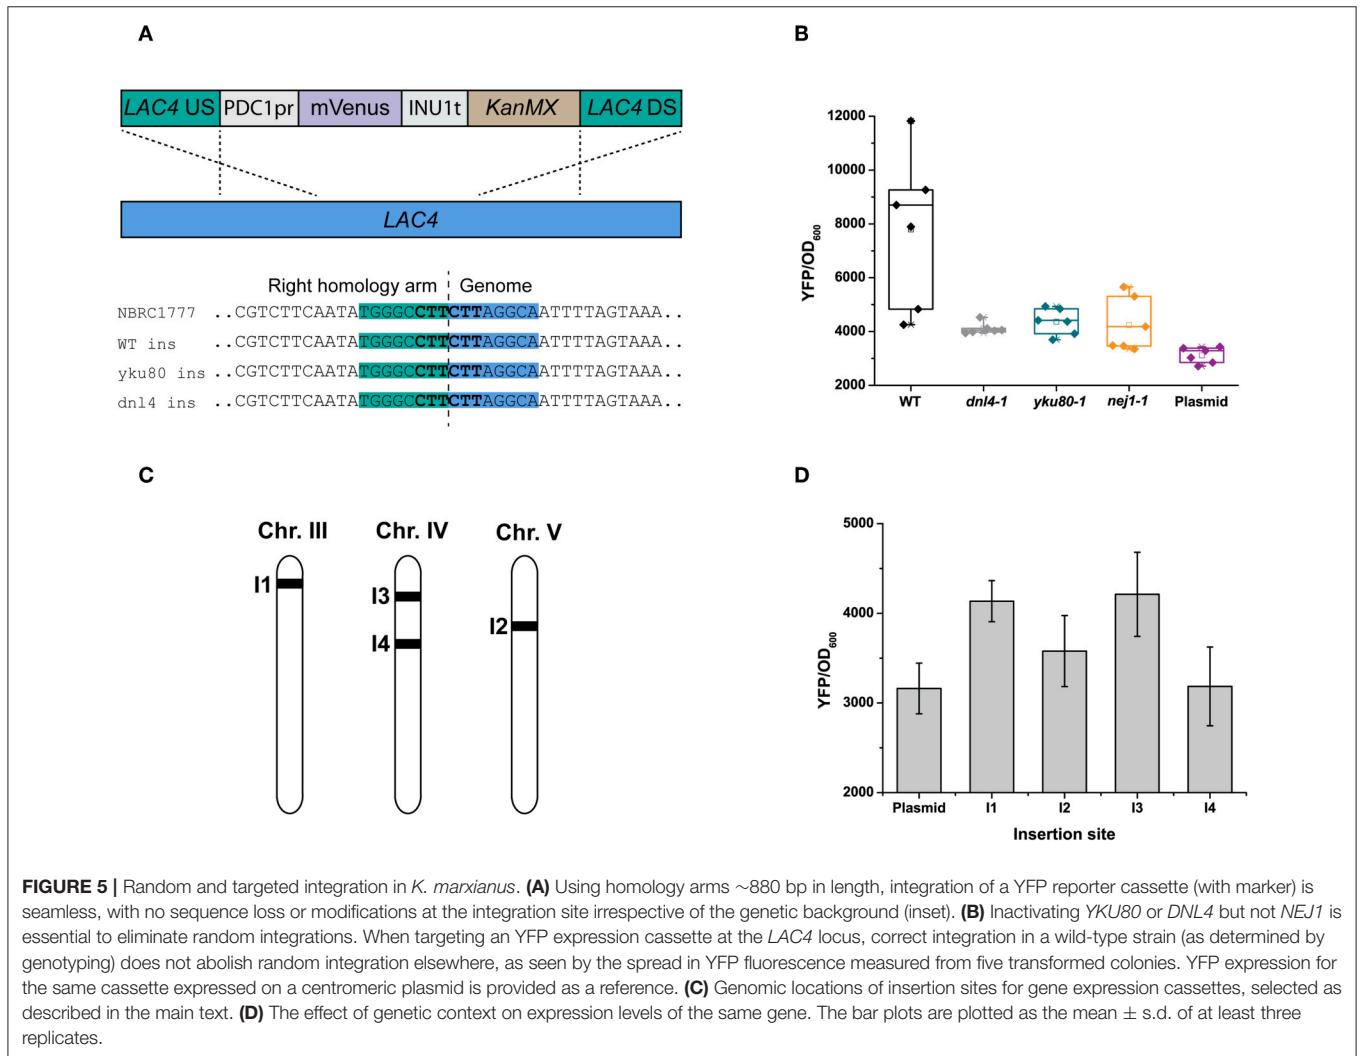 A
LAC4 US PDC1pr mVenus INU1t KanMX LAC4 DS
LAC4
Right homology arm Genome
NBRC1777 ..CGTCTTCAATATGGGCCTTCTTAGGCAATTTTAGTAAA..
WT ins ..CGTCTTCAATATGGGCCTTCTTAGGCAATTTTAGTAAA..
yku80 ins ..CGTCTTCAATATGGGCCTTCTTAGGCAATTTTAGTAAA..
dnl4 ins ..CGTCTTCAATATGGGCCTTCTTAGGCAATTTTAGTAAA..
B
YFP/OD600
12000
10000
8000
6000
4000
2000
WT dnl4-1 yku80-1 nej1-1 Plasmid
C
Chr. III Chr. IV Chr. V
I1
I3
I4
I2
D
YFP/OD600
5000
4000
3000
2000
Plasmid I1 I2 I3 I4
Insertion site
FIGURE 5 | Random and targeted integration in K. marxianus. (A) Using homology arms ~880 bp in length, integration of a YFP reporter cassette (with marker) is
seamless, with no sequence loss or modifications at the integration site irrespective of the genetic background (inset). (B) Inactivating YKU80 or DNL4 but not NEJ1 is
essential to eliminate random integrations. When targeting an YFP expression cassette at the LAC4 locus, correct integration in a wild-type strain (as determined by
genotyping) does not abolish random integration elsewhere, as seen by the spread in YFP fluorescence measured from five transformed colonies. YFP expression for
the same cassette expressed on a centromeric plasmid is provided as a reference. (C) Genomic locations of insertion sites for gene expression cassettes, selected as
described in the main text. (D) The effect of genetic context on expression levels of the same gene. The bar plots are plotted as the mean ± s.d. of at least three
replicates.